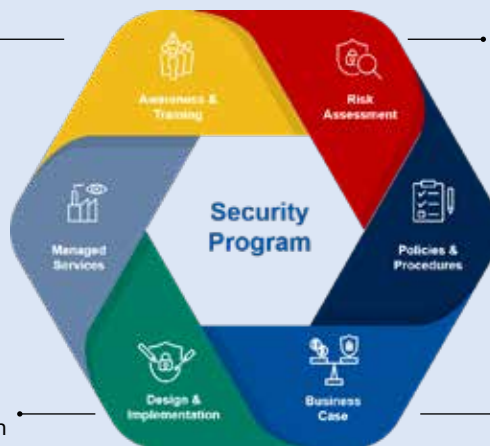 Awareness &
Training
Risk
Assessment
Security
Program
Managed
Services
Policies &
Procedures
Design &
Implementation
Business
Case